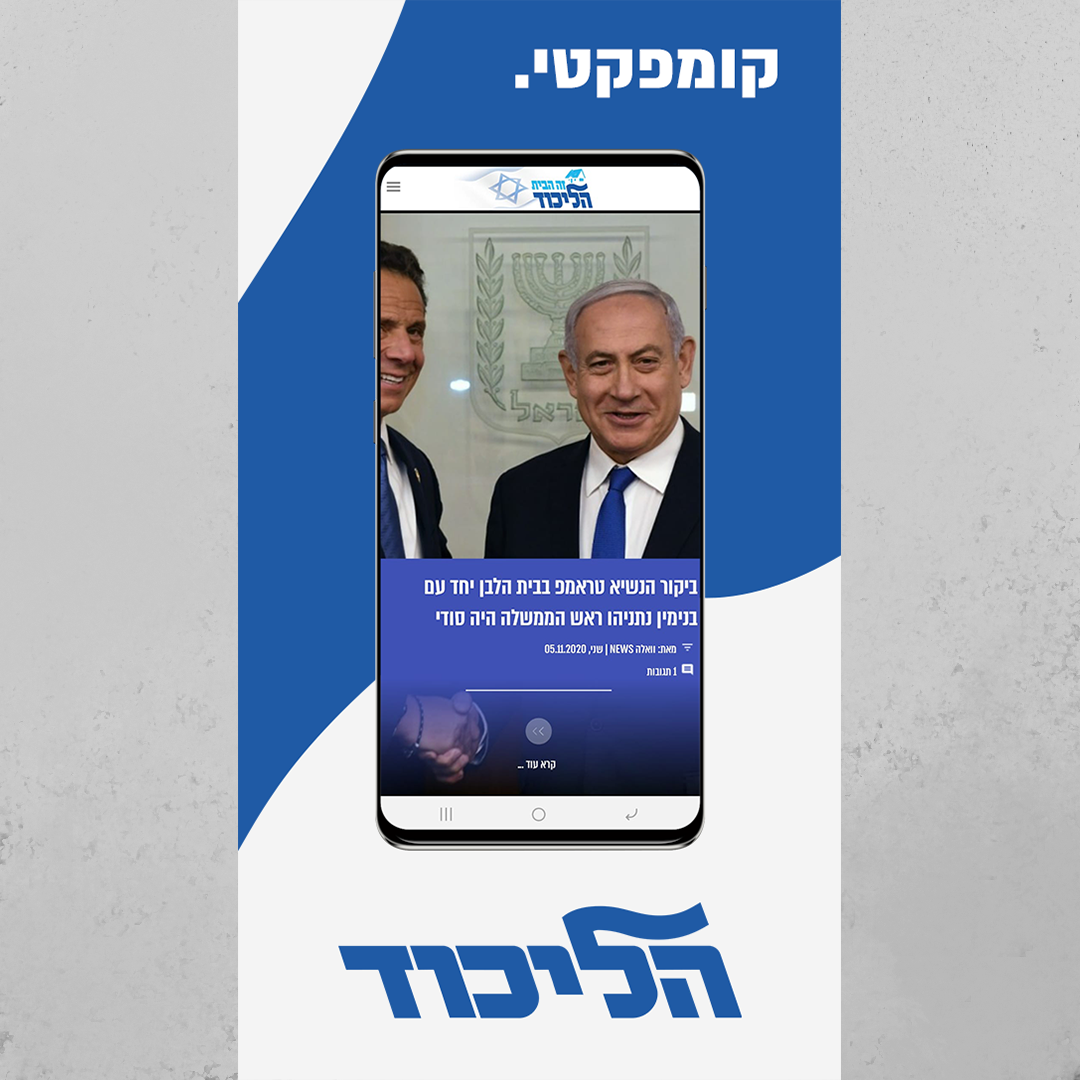 קומפקטי.
זה הבית
הליכוד
ראל
ביקור הנשיא טראמפ בבית הלבן יחד עם
בנימין נתניהו ראש הממשלה היה סודי
מאת: וואלה NEWS | שני, 05.11.2020
1 תגובות
קרא עוד ...
הליכוד